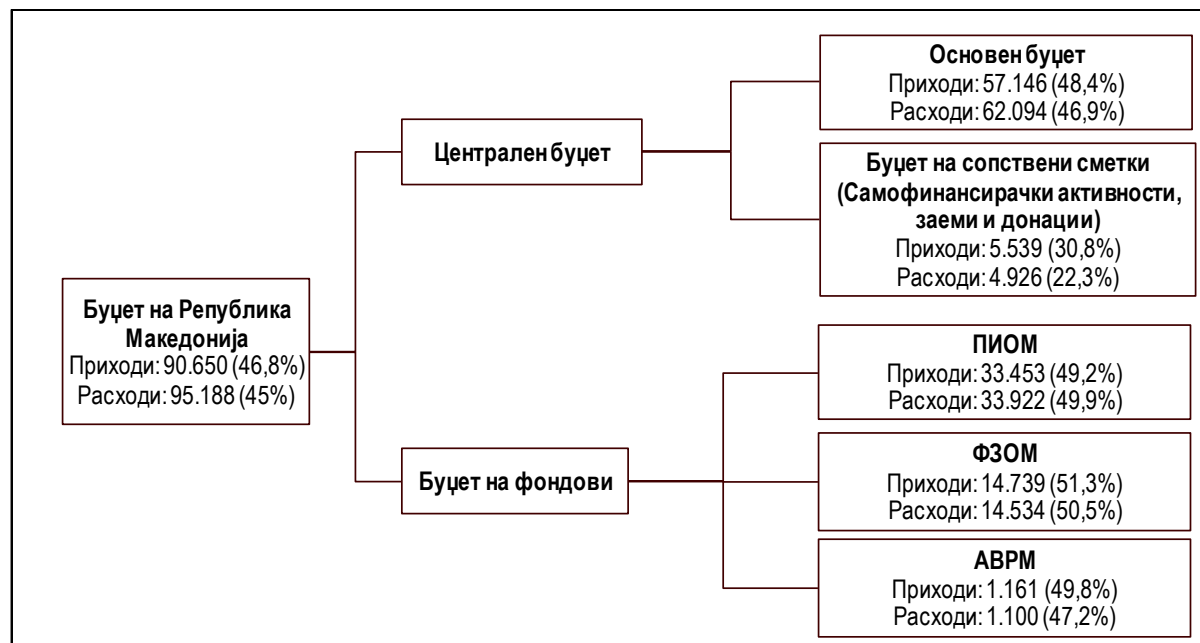 Основен буџет
Приходи: 57.146 (48,4%)
Расходи: 62.094 (46,9%)
Централен буџет
Буџет на сопствени сметки
(Самофинансирачки активности,
заеми и донации)
Приходи: 5.539 (30,8%)
Расходи: 4.926 (22,3%)
Буџет на Република
Македонија
Приходи: 90.650 (46,8%)
Расходи: 95.188 (45%)
ПИОМ
Приходи: 33.453 (49,2%)
Расходи: 33.922 (49,9%)
Буџет на фондови
ФЗОМ
Приходи: 14.739 (51,3%)
Расходи: 14.534 (50,5%)
АВРМ
Приходи: 1.161 (49,8%)
Расходи: 1.100 (47,2%)